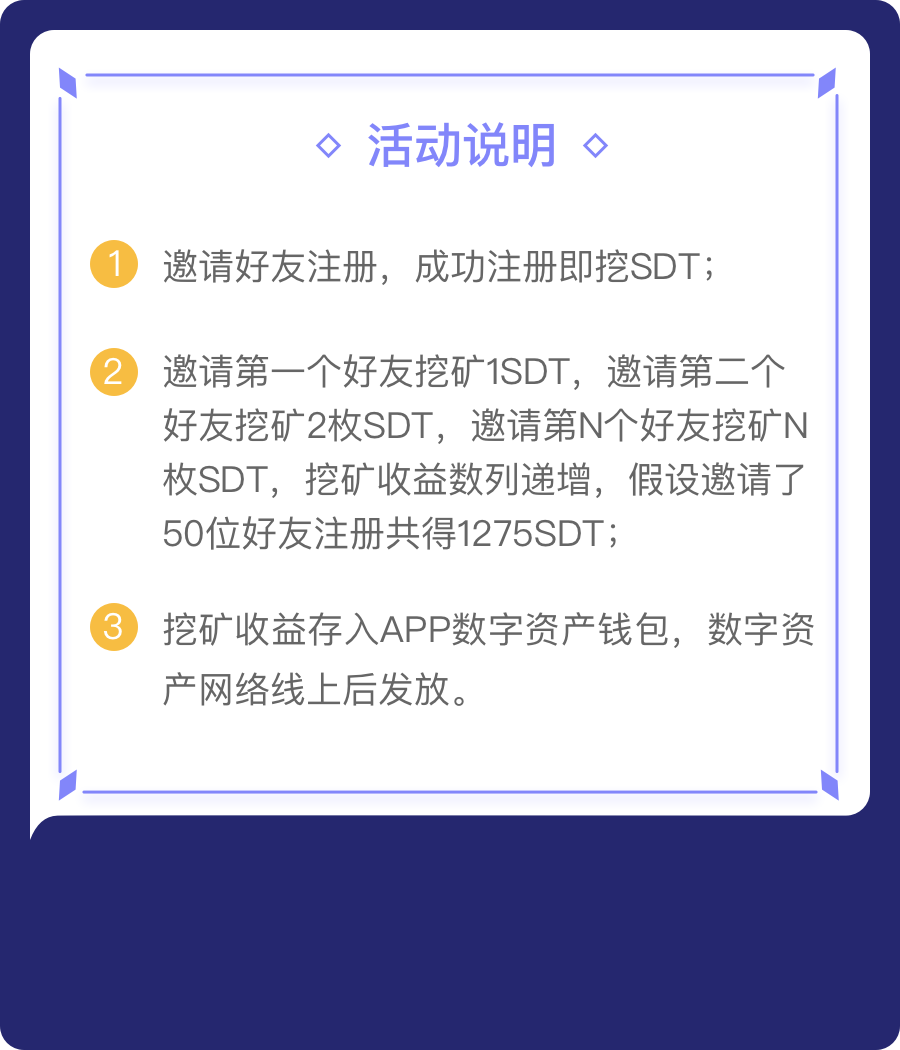 活动说明
1 邀请好友注册，成功注册即挖SDT；
2 邀请第一个好友挖矿1SDT，邀请第二个
好友挖矿2枚SDT，邀请第N个好友挖矿N
枚SDT，挖矿收益数列递增，假设邀请了
50位好友注册共得1275SDT；
3 挖矿收益存入APP数字资产钱包，数字资
产网络线上后发放。